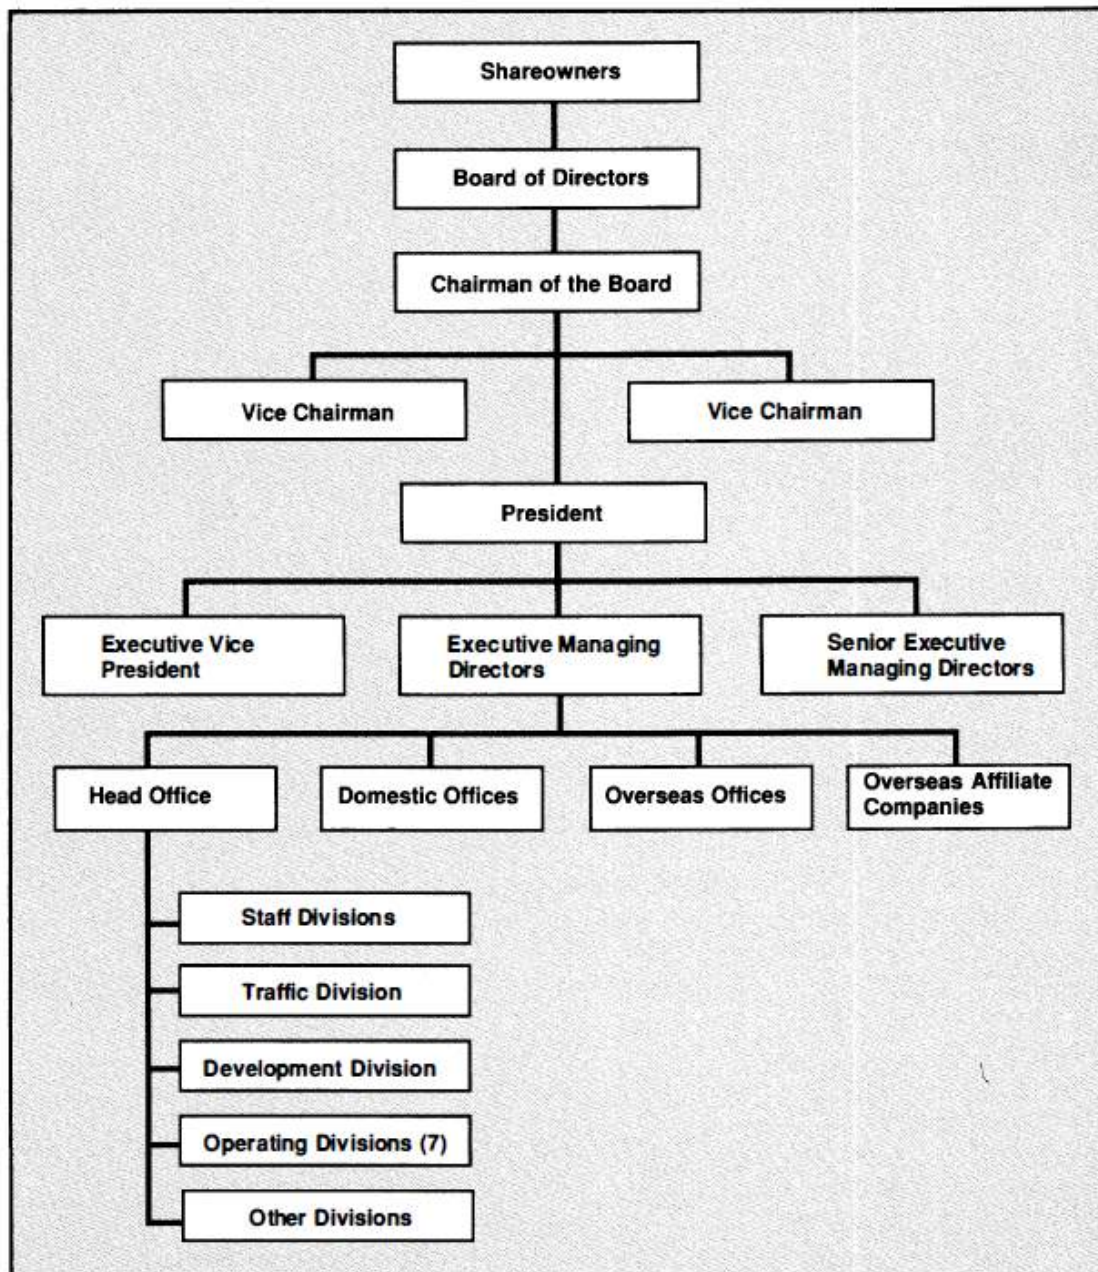 Shareowners
Board of Directors
Chairman of the Board
Vice Chairman
Vice Chairman
President
Executive Vice
President
Executive Managing
Directors
Senior Executive
Managing Directors
Head Office
Domestic Offices
Overseas Offices
Overseas Affiliate
Companies
Staff Divisions
Traffic Division
Development Division
Operating Divisions (7)
Other Divisions